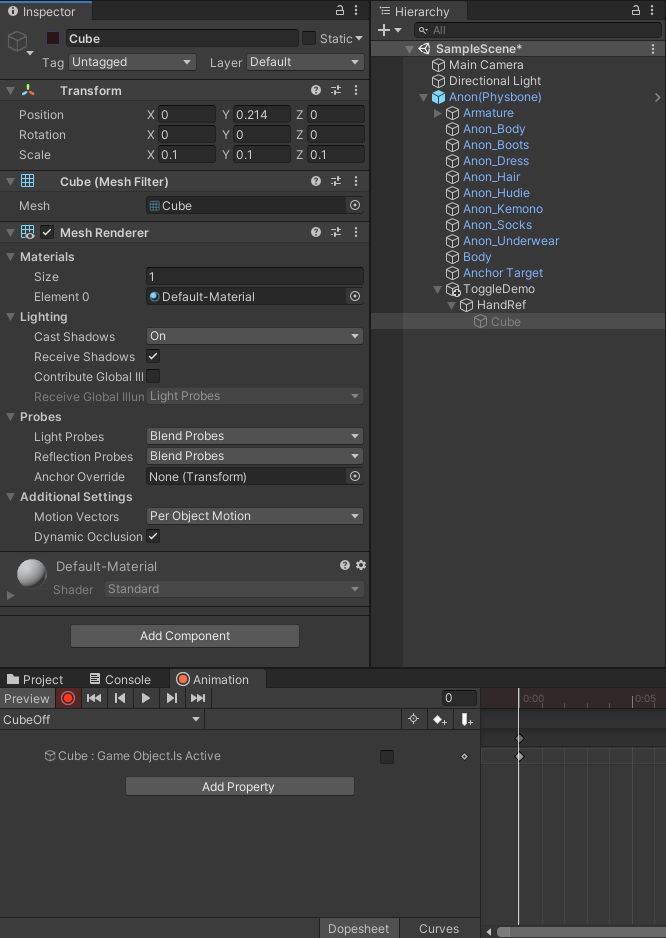 Inspector
Cube
Static
Tag Untagged Layer Default
Transform
Position X 0 Y 0.214 Z 0
Rotation X 0 Y 0 Z 0
Scale X 0.1 Y 0.1 Z 0.1
Cube (Mesh Filter)
Mesh Cube
Mesh Renderer
Materials
Size 1
Element 0 Default-Material
Lighting
Cast Shadows On
Receive Shadows
Contribute Global Ill
Receive Global Illun Light Probes
Probes
Light Probes Blend Probes
Reflection Probes Blend Probes
Anchor Override None (Transform)
Additional Settings
Motion Vectors Per Object Motion
Dynamic Occlusion
Default-Material
Shader Standard
Add Component
Hierarchy
All
SampleScene*
Main Camera
Directional Light
Anon(Physbone)
Armature
Anon_Body
Anon_Boots
Anon_Dress
Anon_Hair
Anon_Hudie
Anon_Kemono
Anon_Socks
Anon_Underwear
Body
Anchor Target
ToggleDemo
HandRef
Cube
Project Console Animation
Preview 0 0:00 0:05
CubeOff
Cube : Game Object.Is Active
Add Property
Dopesheet Curves